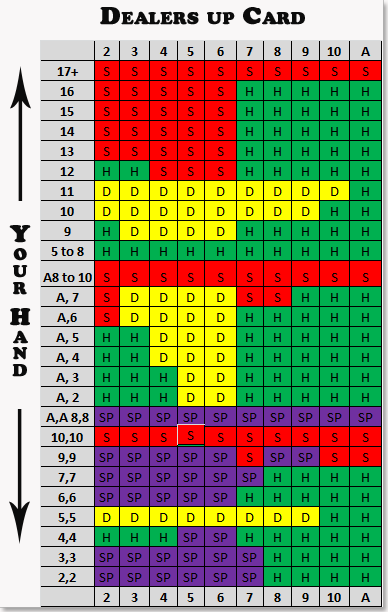 DEALERS UP CARD
2 3 4 5 6 7 8 9 10 A
17+ S S S S S S S S S S
16 S S S S S H H H H H
15 S S S S S H H H H H
14 S S S S S H H H H H
13 S S S S S H H H H H
12 H H S S S H H H H H
11 D D D D D D D D D H
10 D D D D D D D D H H
9 H D D D D H H H H H
5 to 8 H H H H H H H H H H
A8 to 10 S S S S S S S S S S
A, 7 S D D D D S S H H H
A,6 S D D D D H H H H H
A, 5 H H D D D H H H H H
A, 4 H H D D D H H H H H
A, 3 H H H D D H H H H H
A, 2 H H H D D H H H H H
A,A 8,8 SP SP SP SP SP SP SP SP SP SP
10,10 S S S S S S S S S S
9,9 SP SP SP SP SP S SP SP S S
7,7 SP SP SP SP SP SP H H H H
6,6 SP SP SP SP SP H H H H H
5,5 D D D D D D D D H H
4,4 H H H SP SP H H H H H
3,3 SP SP SP SP SP SP H H H H
2,2 SP SP SP SP SP SP H H H H
2 3 4 5 6 7 8 9 10 A
YOUR HAND